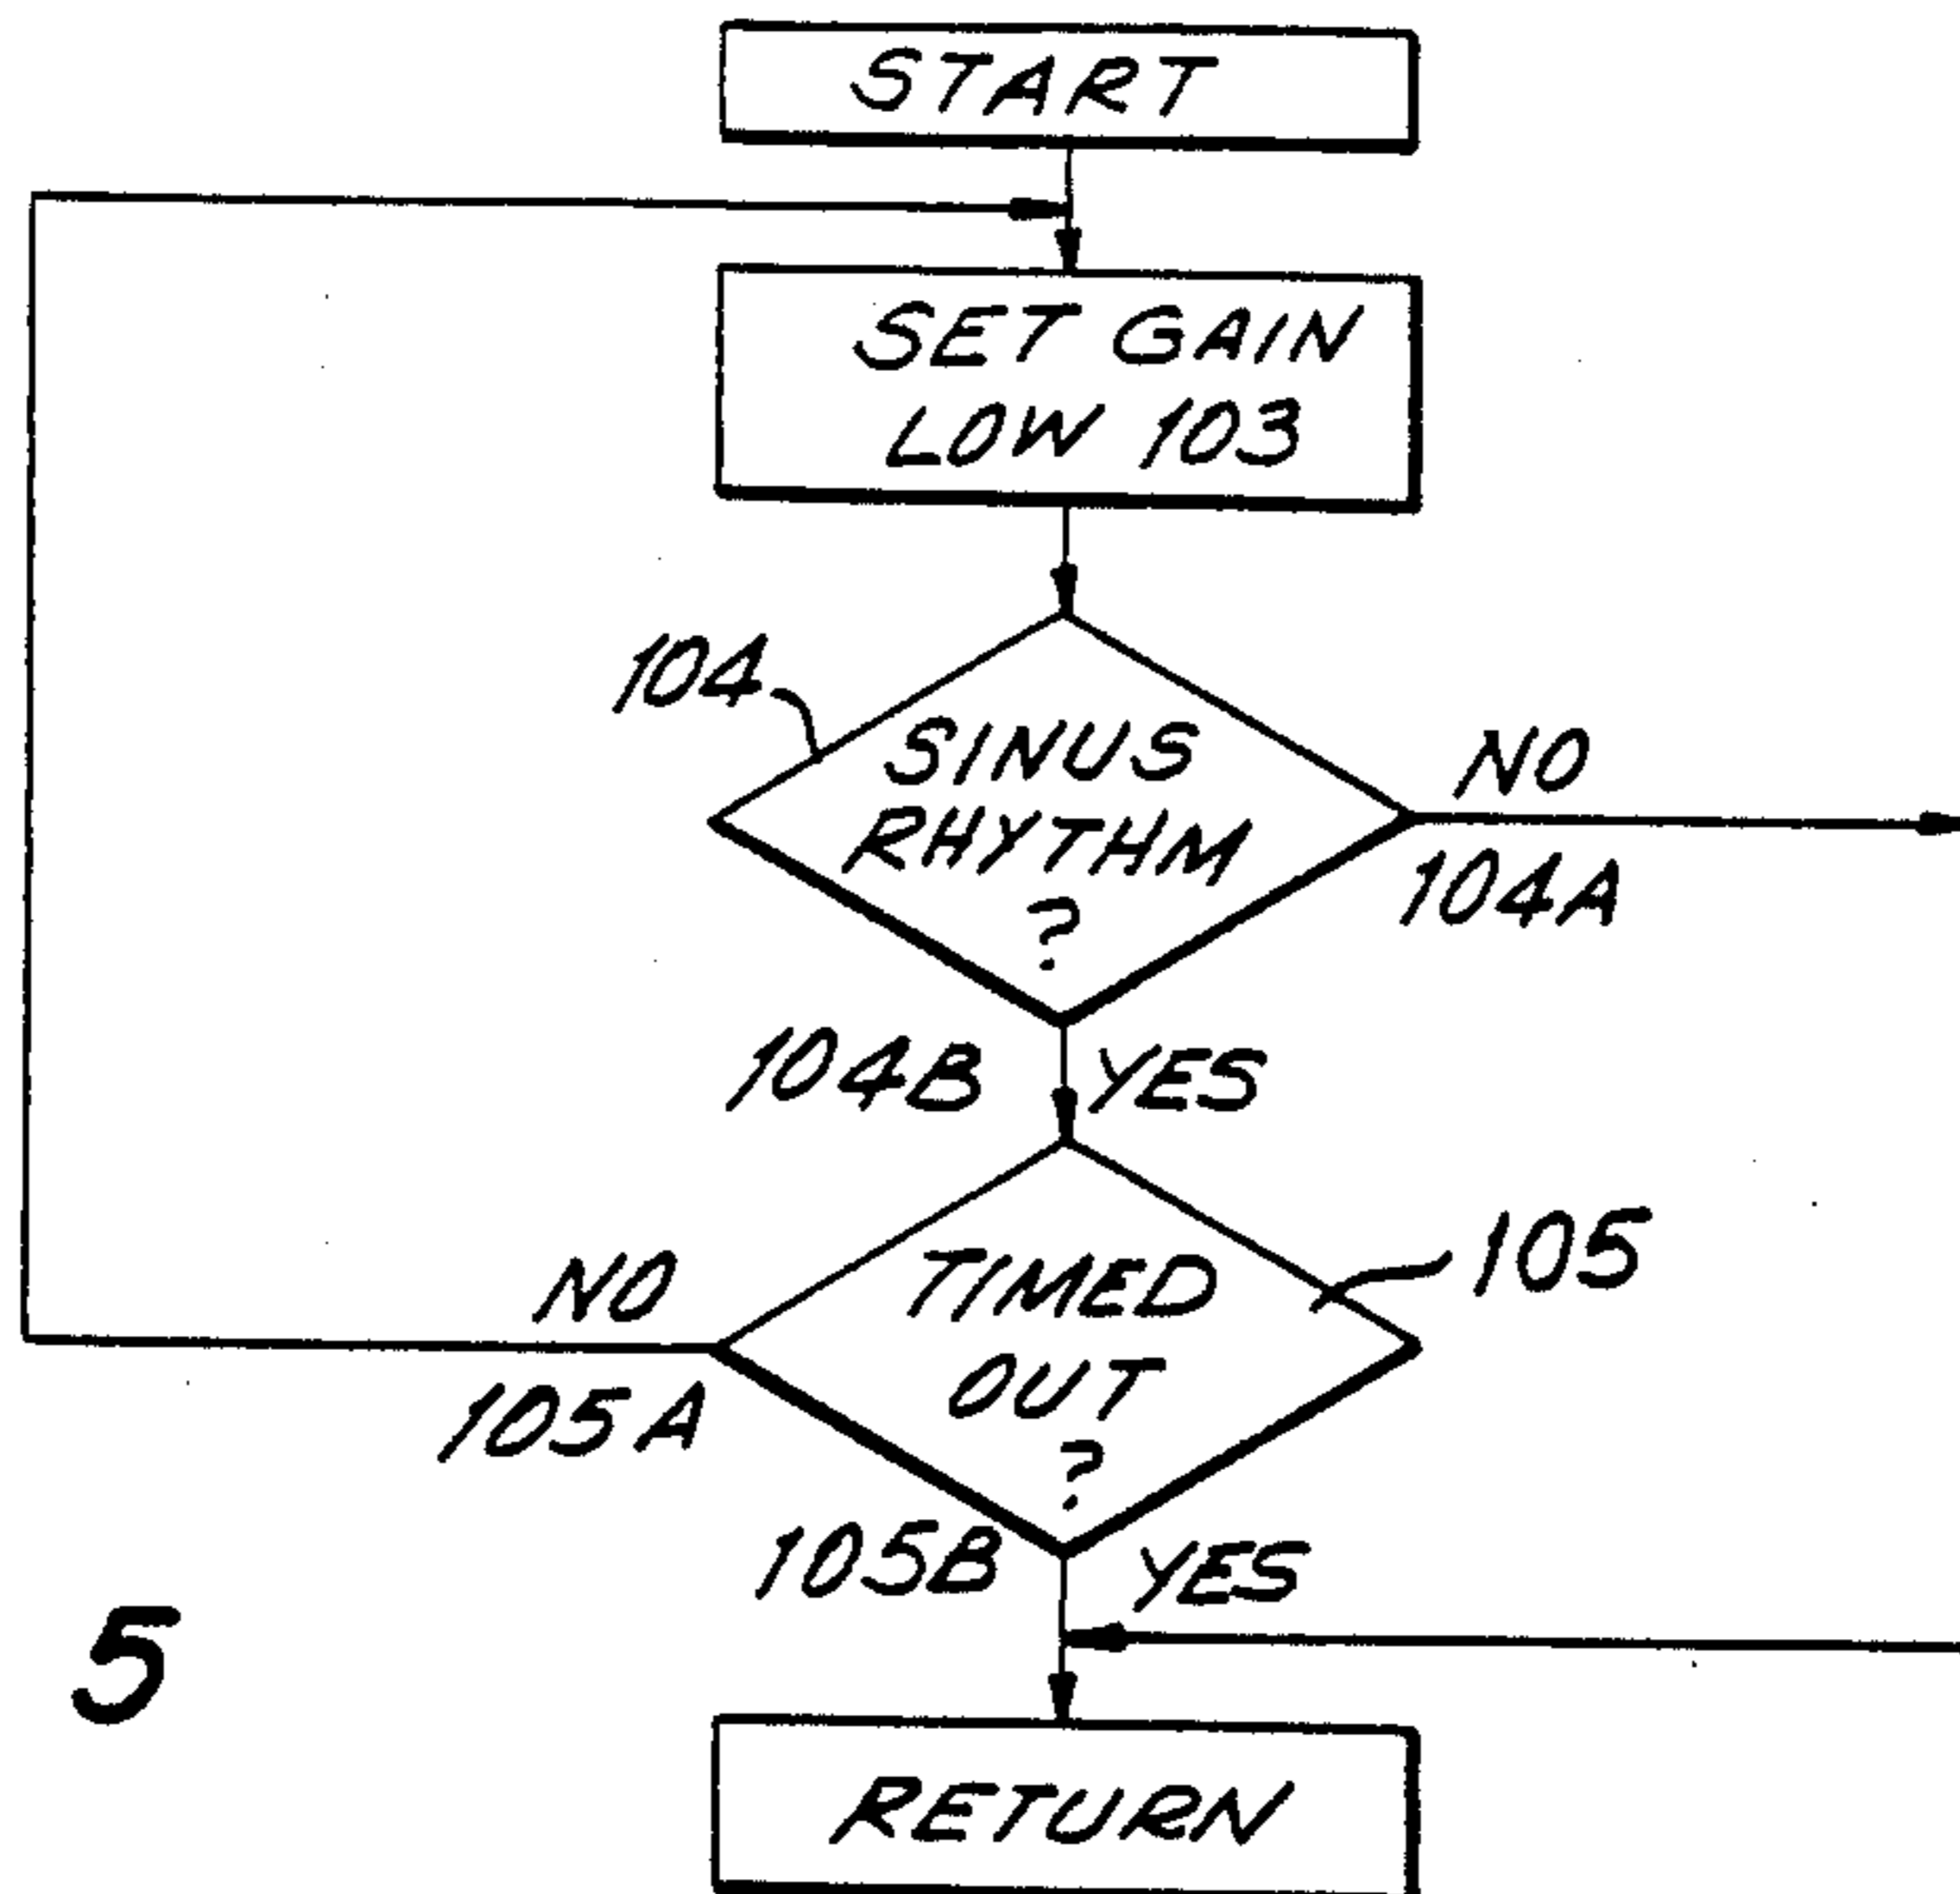 START
SET GAIN
LOW 103
104
SINUS
RHYTHM
?
NO
104A
104B YES
TIMED
OUT
?
105
NO
105A
105B YES
RETURN
5